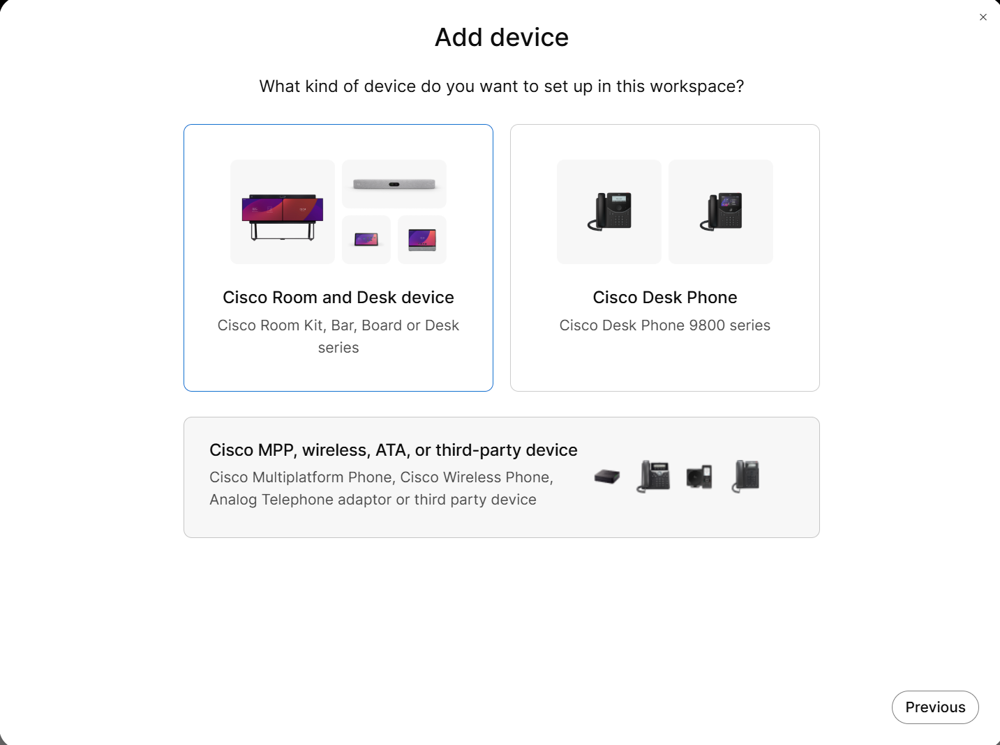 Add device
What kind of device do you want to set up in this workspace?
Cisco Room and Desk device
Cisco Room Kit, Bar, Board or Desk
series
Cisco Desk Phone
Cisco Desk Phone 9800 series
Cisco MPP, wireless, ATA, or third-party device
Cisco Multiplatform Phone, Cisco Wireless Phone,
Analog Telephone adaptor or third party device
Previous